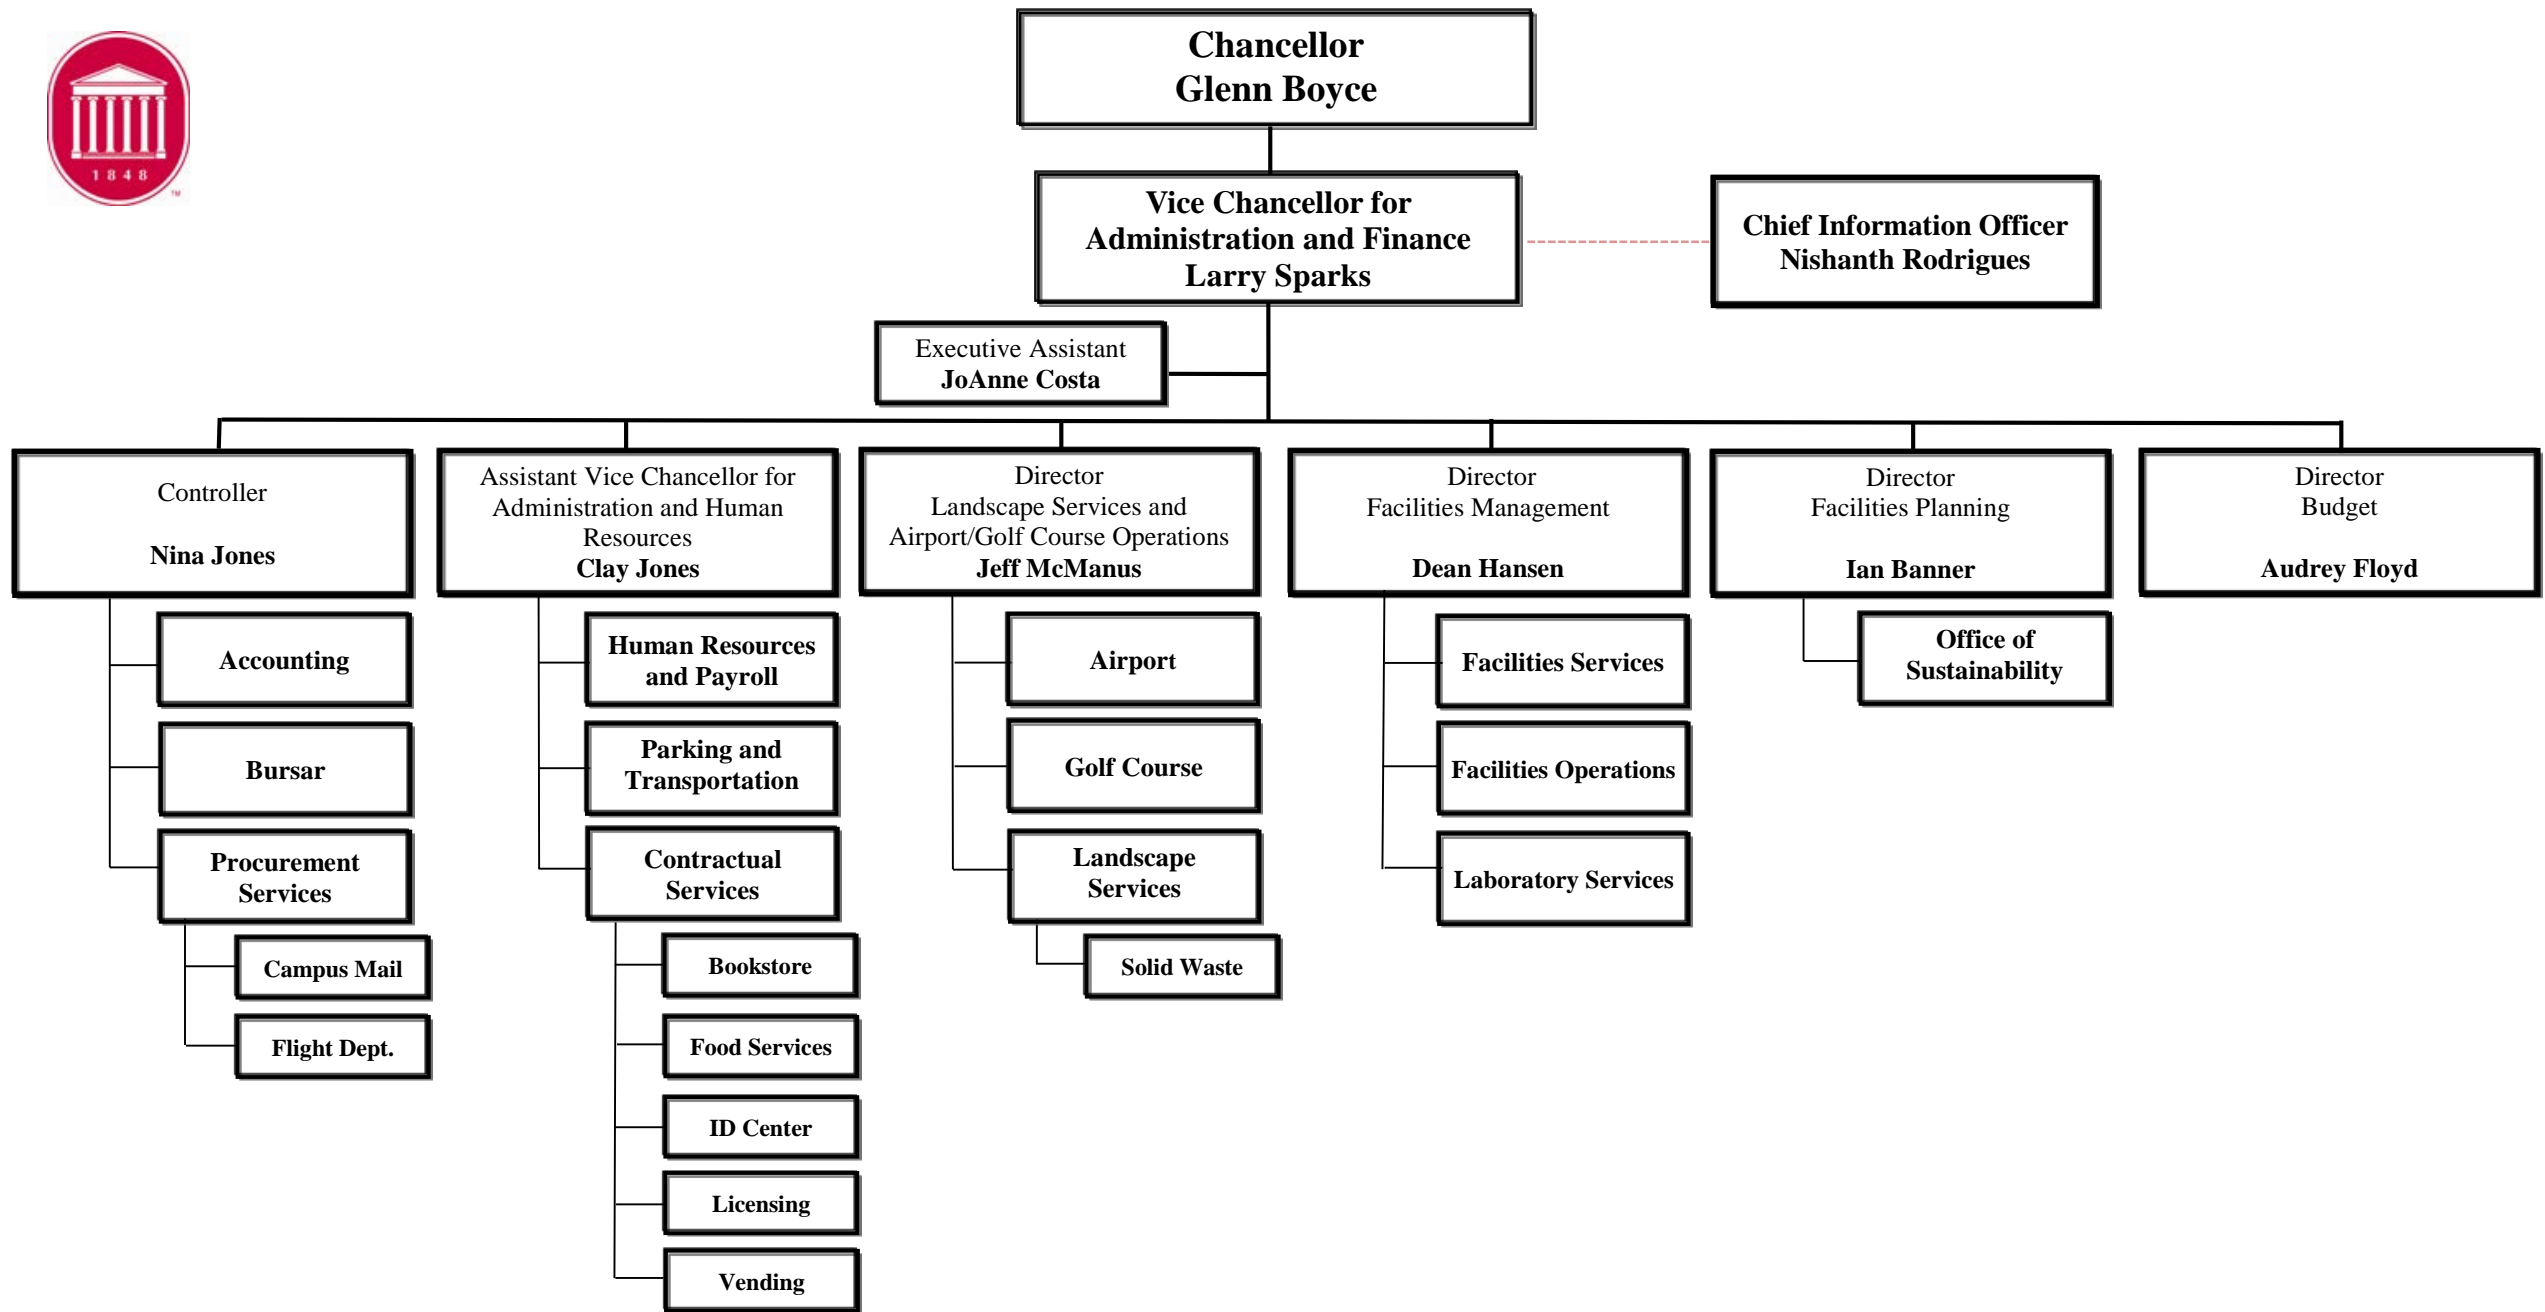 1848
TM
Chancellor
Glenn Boyce
Vice Chancellor for
Administration and Finance
Larry Sparks
Chief Information Officer
Nishanth Rodrigues
Executive Assistant
JoAnne Costa
Controller
Nina Jones
Assistant Vice Chancellor for
Administration and Human
Resources
Clay Jones
Director
Landscape Services and
Airport/Golf Course Operations
Jeff McManus
Director
Facilities Management
Dean Hansen
Director
Facilities Planning
Ian Banner
Director
Budget
Audrey Floyd
Accounting
Bursar
Procurement
Services
Campus Mail
Flight Dept.
Human Resources
and Payroll
Parking and
Transportation
Contractual
Services
Bookstore
Food Services
ID Center
Licensing
Vending
Airport
Golf Course
Landscape
Services
Solid Waste
Facilities Services
Facilities Operations
Laboratory Services
Office of
Sustainability